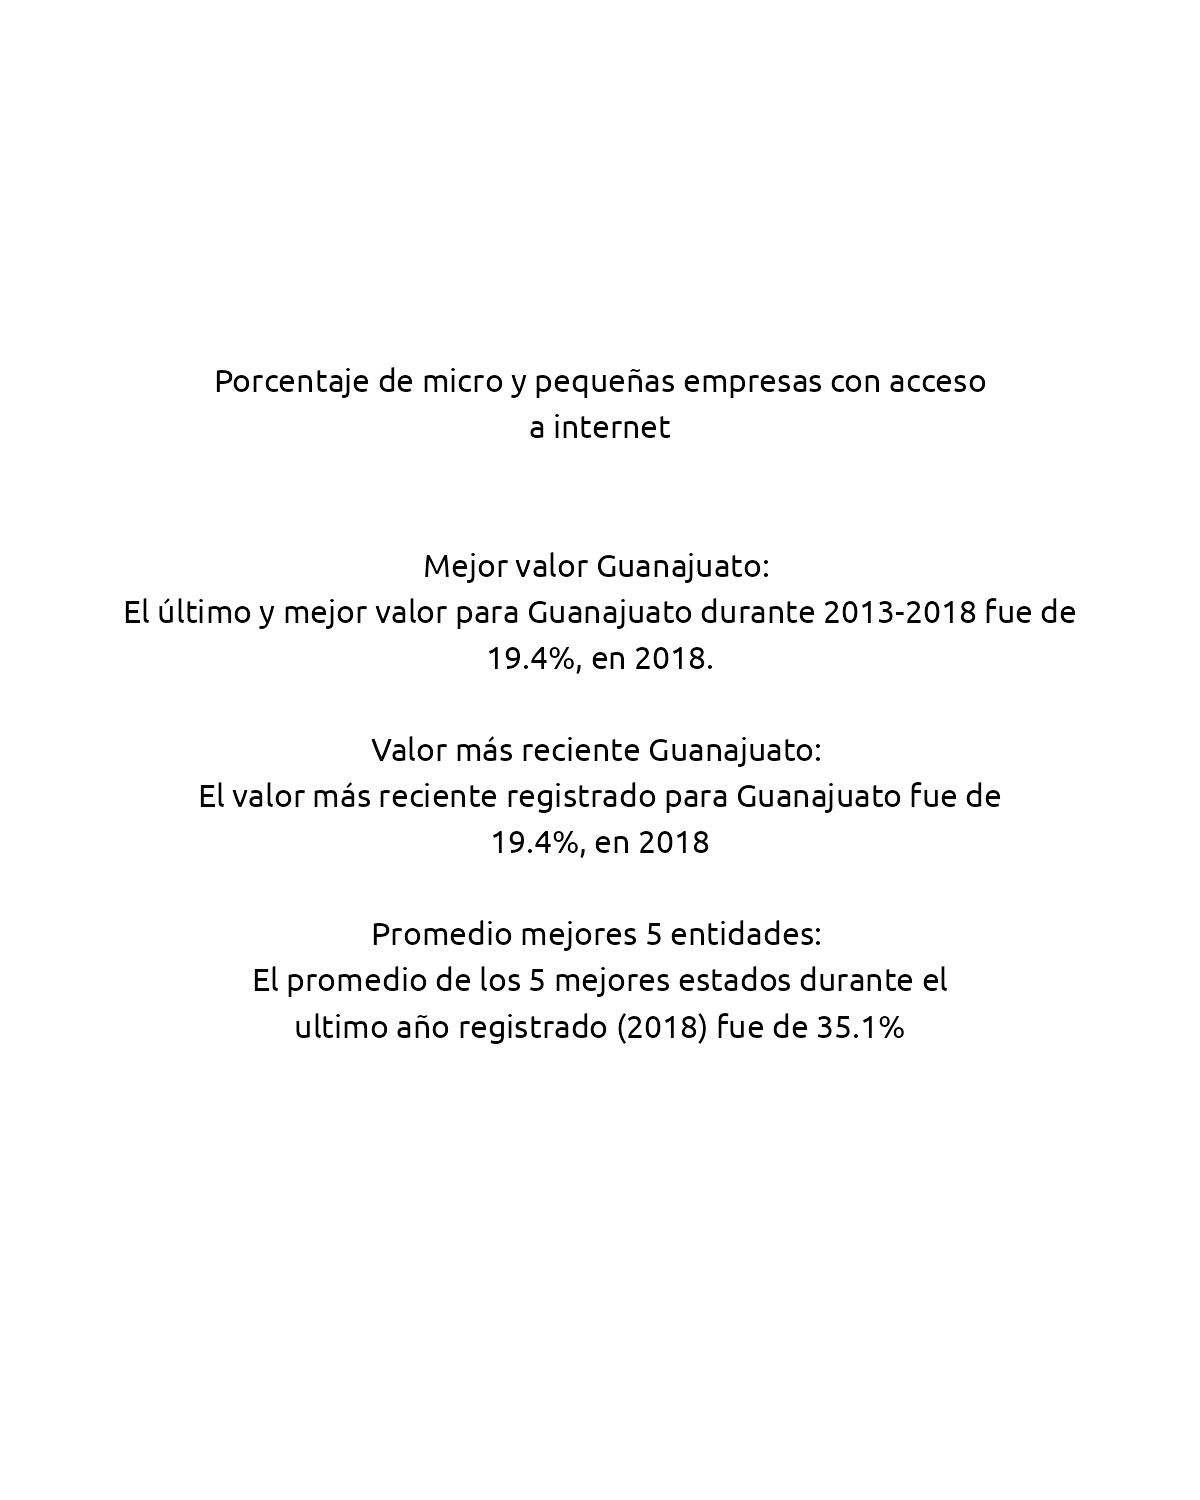 Porcentaje de micro y pequeñas empresas con acceso
a internet
Mejor valor Guanajuato:
El último y mejor valor para Guanajuato durante 2013-2018 fue de
19.4%, en 2018.
Valor más reciente Guanajuato:
El valor más reciente registrado para Guanajuato fue de
19.4%, en 2018
Promedio mejores 5 entidades:
El promedio de los 5 mejores estados durante el
ultimo año registrado (2018) fue de 35.1%